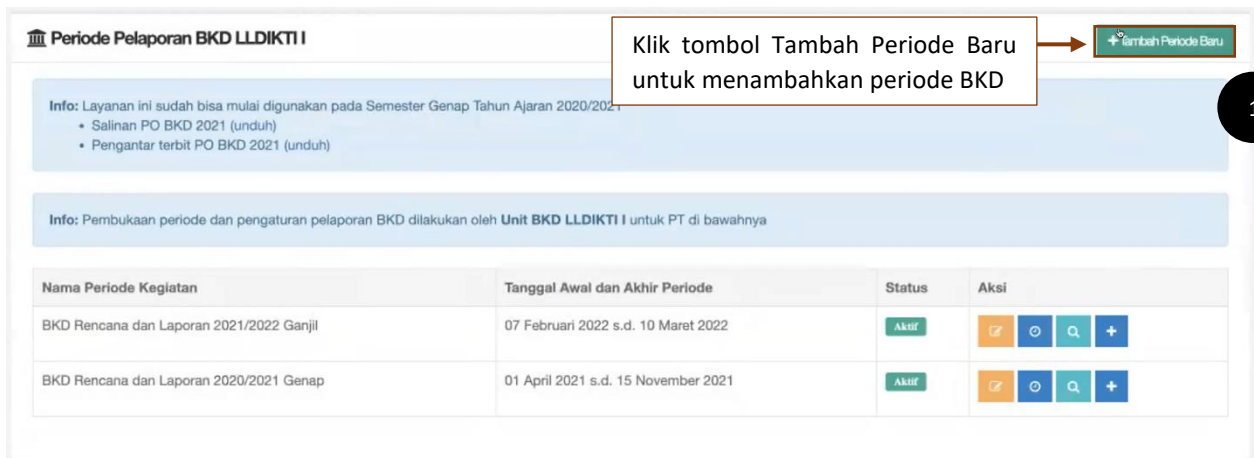 Periode Pelaporan BKD LLDIKTI I
Klik tombol Tambah Periode Baru
untuk menambahkan periode BKD
+ Tambah Periode Baru
1
Info: Layanan ini sudah bisa mulai digunakan pada Semester Genap Tahun Ajaran 2020/2021
• Salinan PO BKD 2021 (unduh)
• Pengantar terbit PO BKD 2021 (unduh)
Info: Pembukaan periode dan pengaturan pelaporan BKD dilakukan oleh Unit BKD LLDIKTI I untuk PT di bawahnya
Nama Periode Kegiatan Tanggal Awal dan Akhir Periode Status Aksi
BKD Rencana dan Laporan 2021/2022 Ganjil 07 Februari 2022 s.d. 10 Maret 2022 Aktif
BKD Rencana dan Laporan 2020/2021 Genap 01 April 2021 s.d. 15 November 2021 Aktif